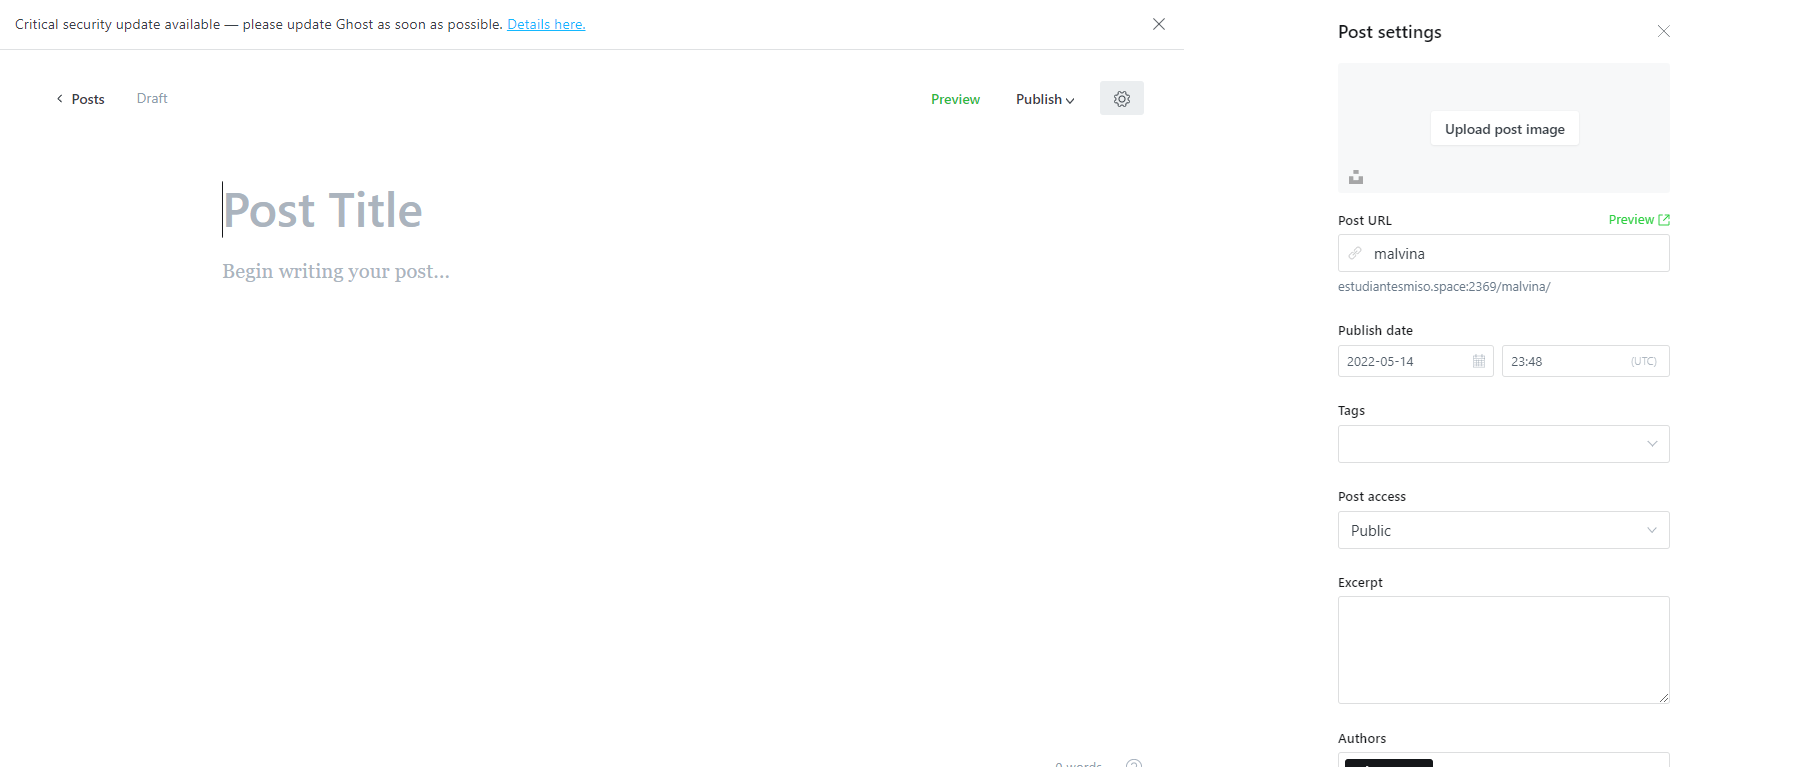 Critical security update available — please update Ghost as soon as possible. Details here.
Posts
Draft
Preview
Publish
Post Title
Begin writing your post...
0 words
Post settings
Upload post image
Post URL
Preview
malvina
estudiantesmiso.space:2369/malvina/
Publish date
2022-05-14
23:48
(UTC)
Tags
Post access
Public
Excerpt
Authors